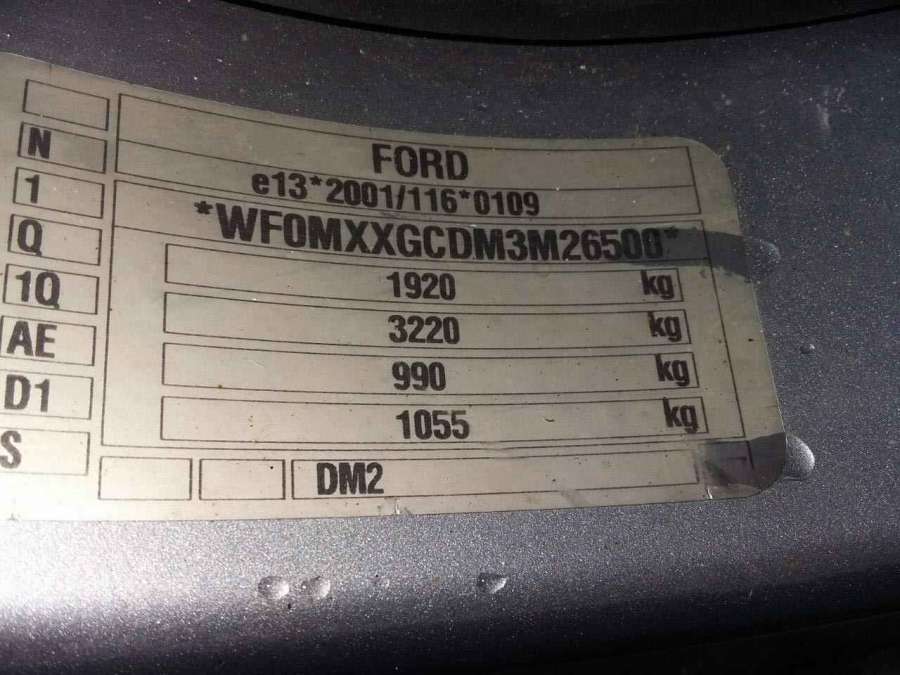 N FORD
1 e13*2001/116*0109
Q *WF0MXXGCDM3M26500*
1Q 1920 kg
AE 3220 kg
D1 990 kg
S 1055 kg
DM2